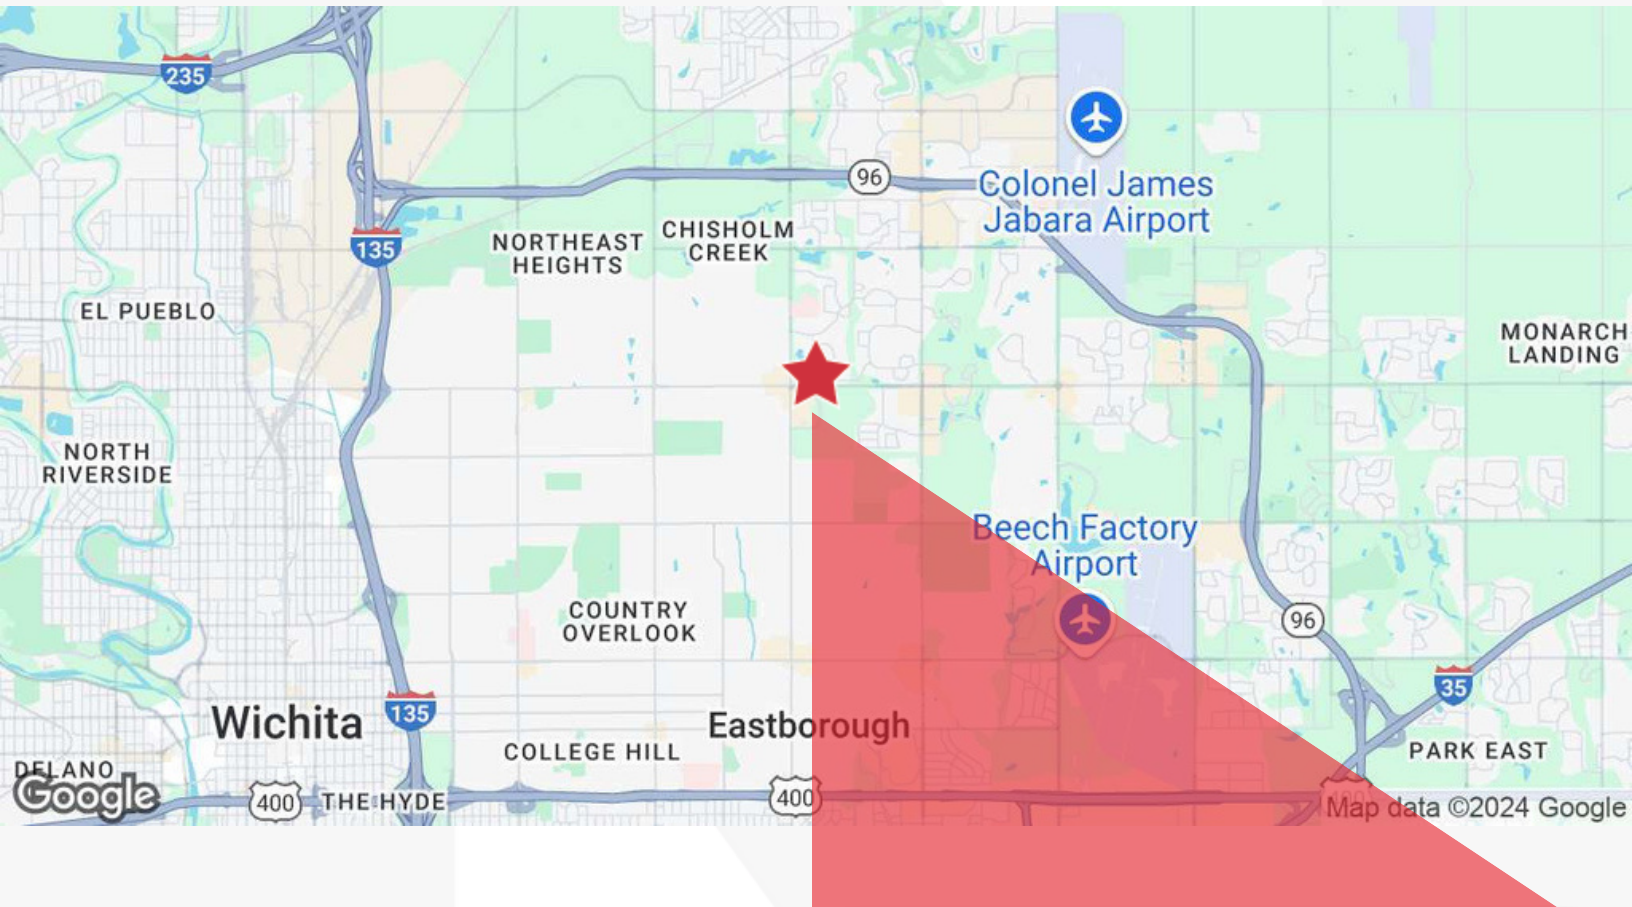 235
96
Colonel James
Jabara Airport
135
NORTHEAST
HEIGHTS
CHISHOLM
CREEK
EL PUEBLO
MONARCH
LANDING
NORTH
RIVERSIDE
Beech Factory
Airport
COUNTRY
OVERLOOK
96
35
Wichita
135
Eastborough
COLLEGE HILL
PARK EAST
DELANO
Google
400
THE HYDE
400
400
Map data ©2024 Google